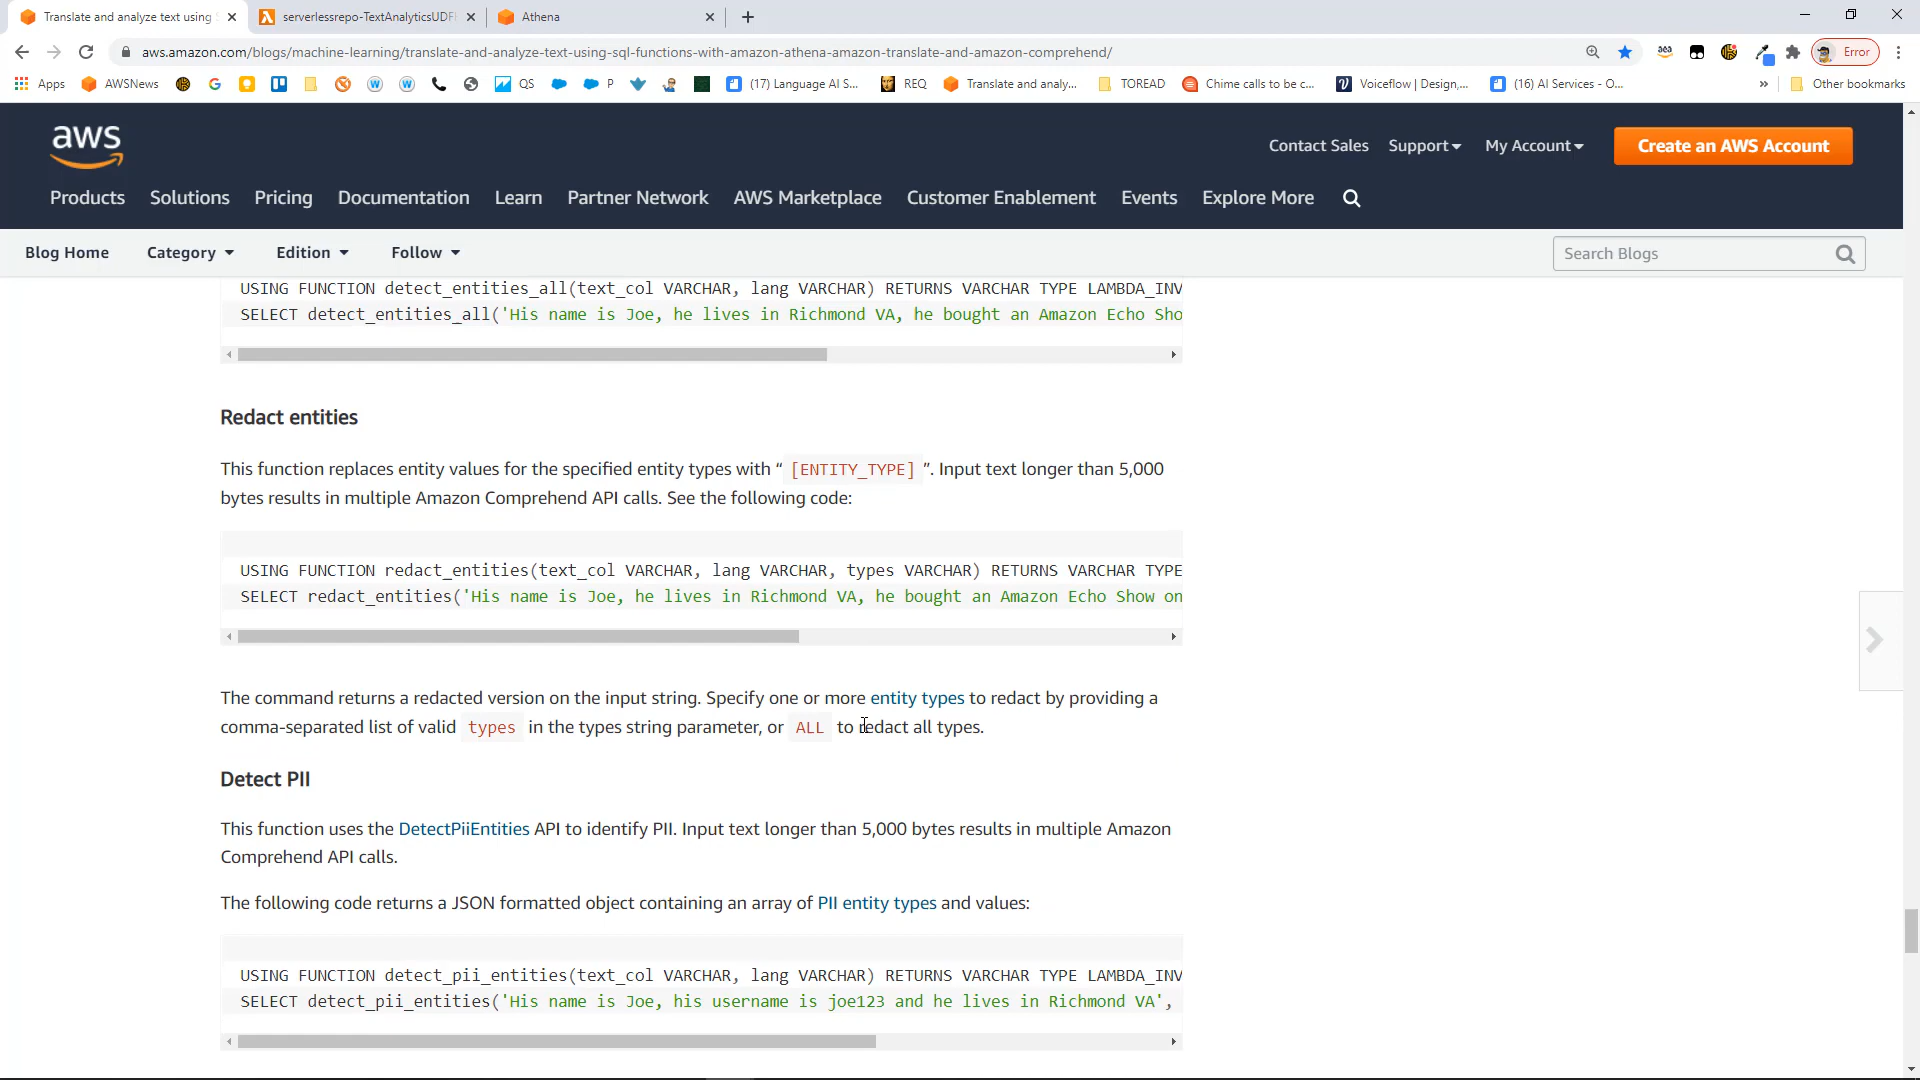 Translate and analyze text using S
serverlessrepo-TextAnalyticsUDF
Athena
aws.amazon.com/blogs/machine-learning/translate-and-analyze-text-using-sql-functions-with-amazon-athena-amazon-translate-and-amazon-comprehend/
Error
Apps
AWSNews
QS
P
(17) Language AI S...
REQ
Translate and analy...
TOREAD
Chime calls to be c...
Voiceflow | Design,...
(16) AI Services - O...
»
Other bookmarks
aws
Contact Sales
Support
My Account
Create an AWS Account
Products
Solutions
Pricing
Documentation
Learn
Partner Network
AWS Marketplace
Customer Enablement
Events
Explore More
Blog Home
Category
Edition
Follow
Search Blogs
USING FUNCTION detect_entities_all(text_col VARCHAR, lang VARCHAR) RETURNS VARCHAR TYPE LAMBDA_INV
SELECT detect_entities_all('His name is Joe, he lives in Richmond VA, he bought an Amazon Echo Sho
Redact entities
This function replaces entity values for the specified entity types with “ [ENTITY_TYPE] ”. Input text longer than 5,000
bytes results in multiple Amazon Comprehend API calls. See the following code:
USING FUNCTION redact_entities(text_col VARCHAR, lang VARCHAR, types VARCHAR) RETURNS VARCHAR TYPE
SELECT redact_entities('His name is Joe, he lives in Richmond VA, he bought an Amazon Echo Show on
The command returns a redacted version on the input string. Specify one or more entity types to redact by providing a
comma-separated list of valid types in the types string parameter, or ALL to redact all types.
Detect PII
This function uses the DetectPiiEntities API to identify PII. Input text longer than 5,000 bytes results in multiple Amazon
Comprehend API calls.
The following code returns a JSON formatted object containing an array of PII entity types and values:
USING FUNCTION detect_pii_entities(text_col VARCHAR, lang VARCHAR) RETURNS VARCHAR TYPE LAMBDA_INV
SELECT detect_pii_entities('His name is Joe, his username is joe123 and he lives in Richmond VA',